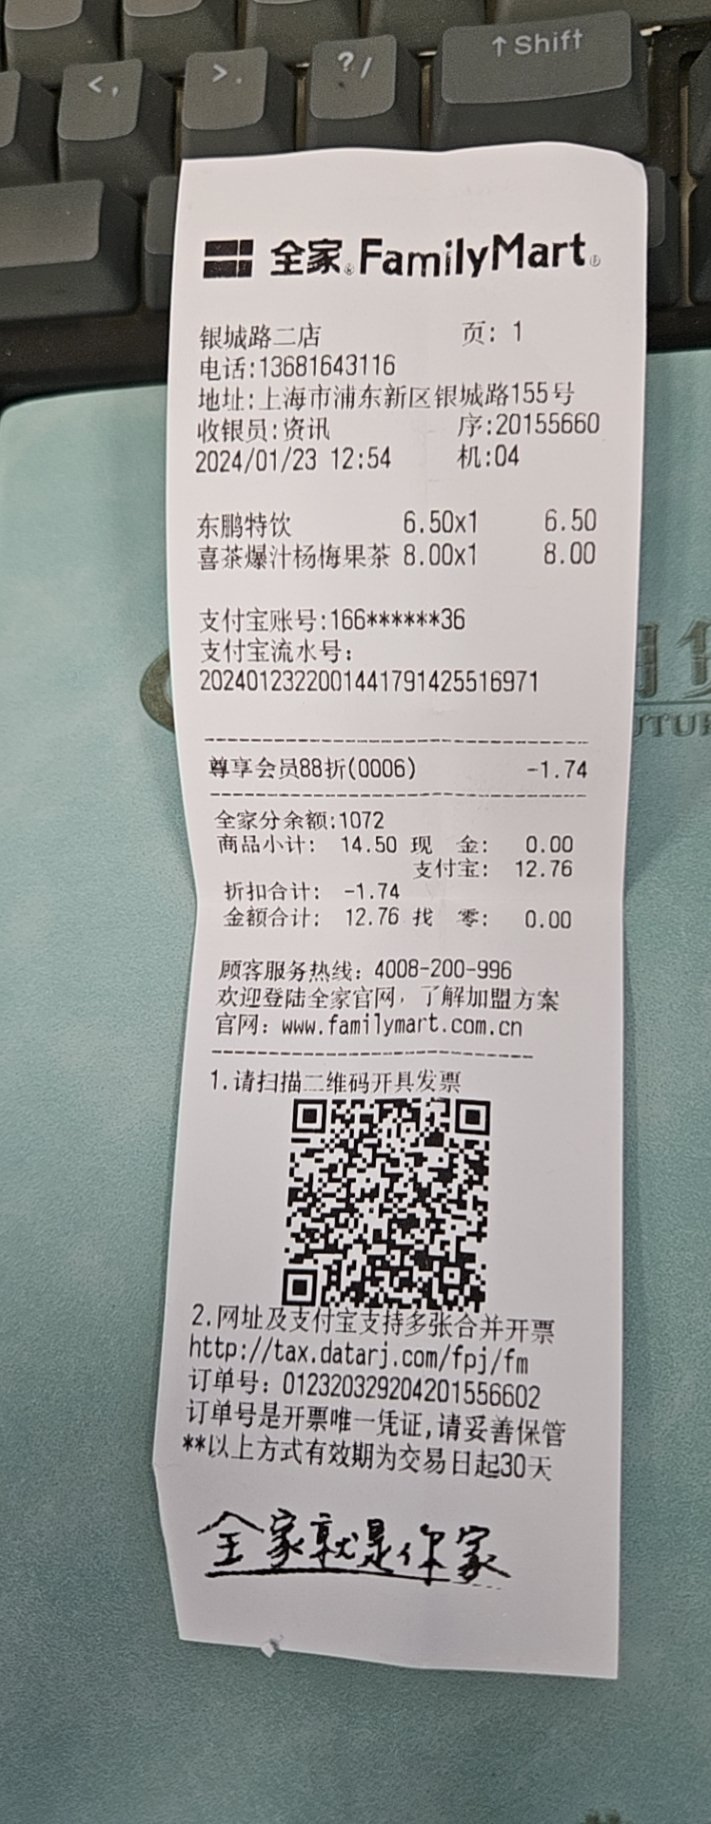 <,
>.
?/
↑Shift
全家 FamilyMart
银城路二店 页: 1
电话:13681643116
地址:上海市浦东新区银城路155号
收银员:资讯 序:20155660
2024/01/23 12:54 机:04
东鹏特饮 6.50x1 6.50
喜茶爆汁杨梅果茶 8.00x1 8.00
支付宝账号:166******36
支付宝流水号:
2024012322001441791425516971
尊享会员88折(0006) -1.74
全家分余额:1072
商品小计: 14.50 现 金: 0.00
支付宝: 12.76
折扣合计: -1.74
金额合计: 12.76 找 零: 0.00
顾客服务热线: 4008-200-996
欢迎登陆全家官网,了解加盟方案
官网: www.familymart.com.cn
1.请扫描二维码开具发票
2.网址及支付宝支持多张合并开票
http://tax.datarj.com/fpj/fm
订单号: 012320329204201556602
订单号是开票唯一凭证,请妥善保管
**以上方式有效期为交易日起30天
全家就是你家